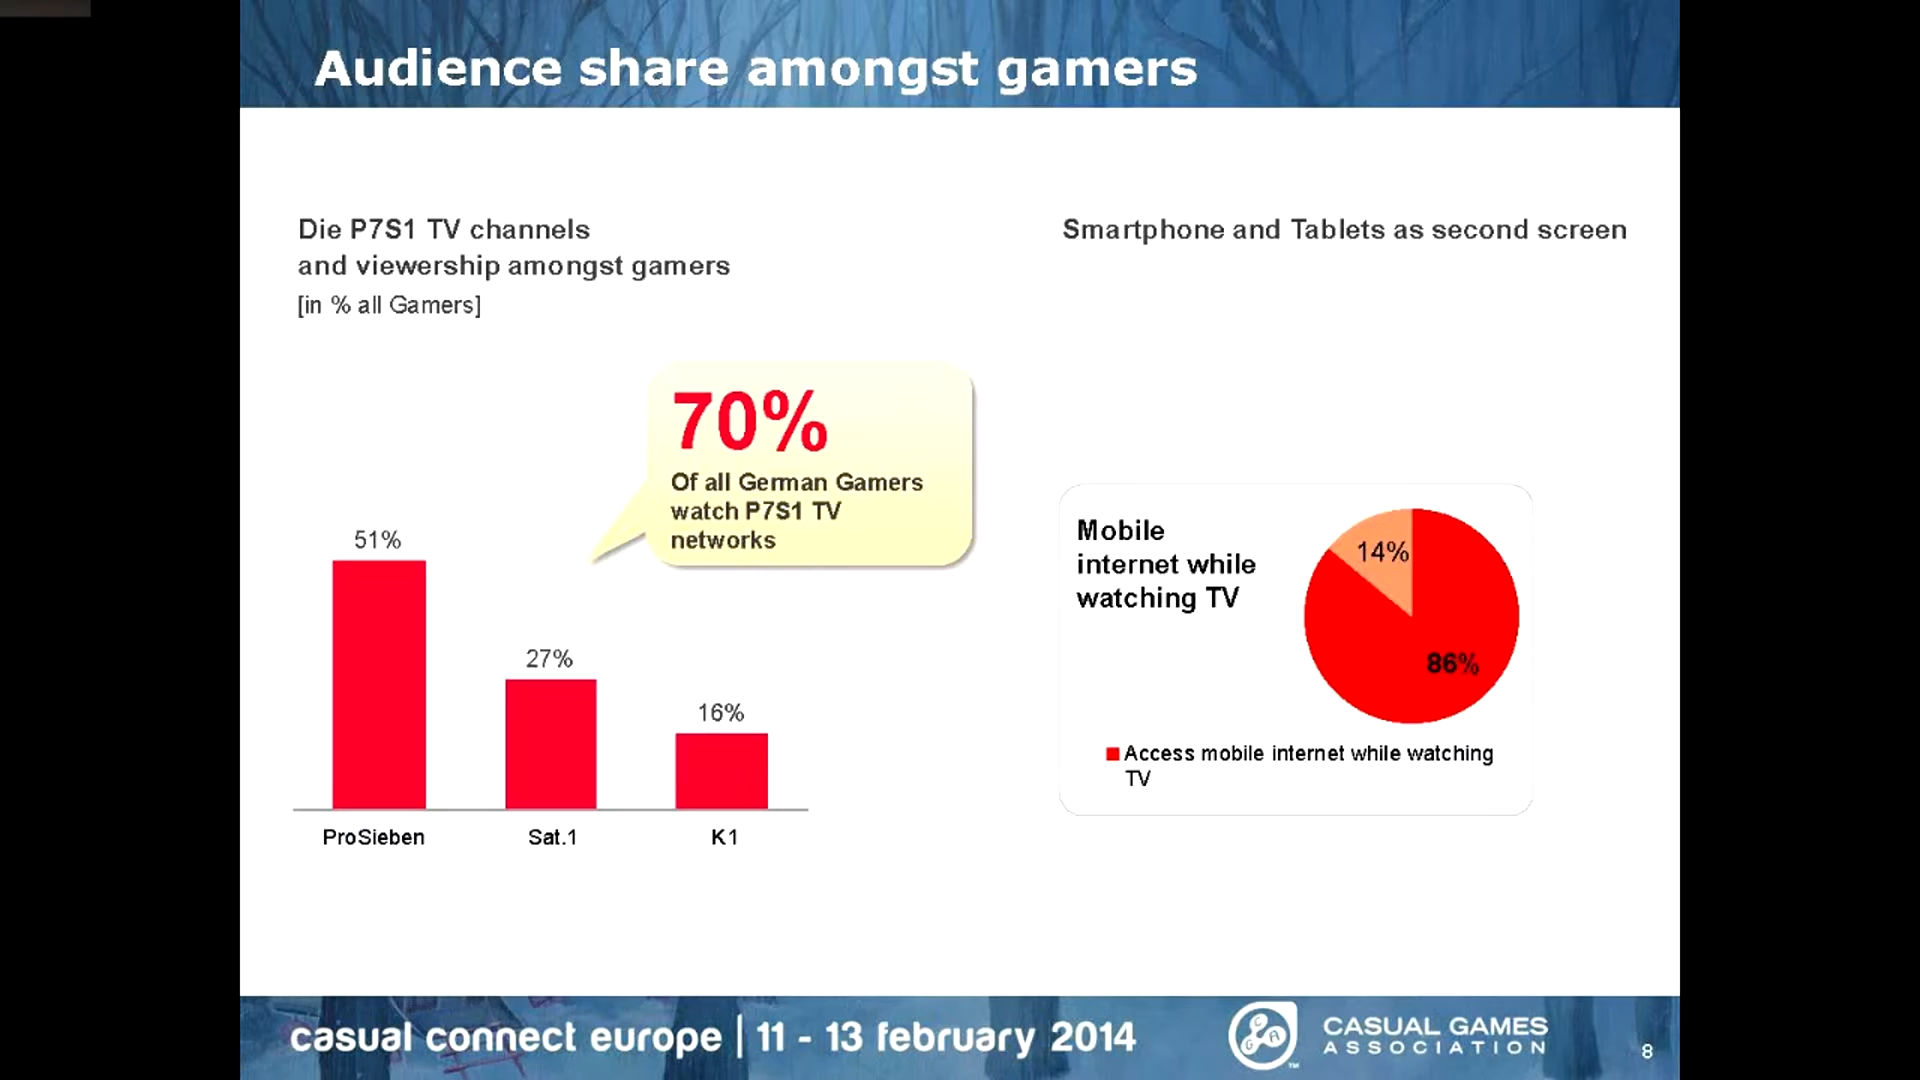 Audience share amongst gamers
Die P7S1 TV channels
and viewership amongst gamers
[in % all Gamers]
70%
Of all German Gamers
watch P7S1 TV
networks
51%
27%
16%
ProSieben
Sat.1
K1
Smartphone and Tablets as second screen
Mobile
internet while
watching TV
14%
86%
Access mobile internet while watching
TV
casual connect europe | 11 - 13 february 2014
CGA
TM
CASUAL GAMES
ASSOCIATION
8